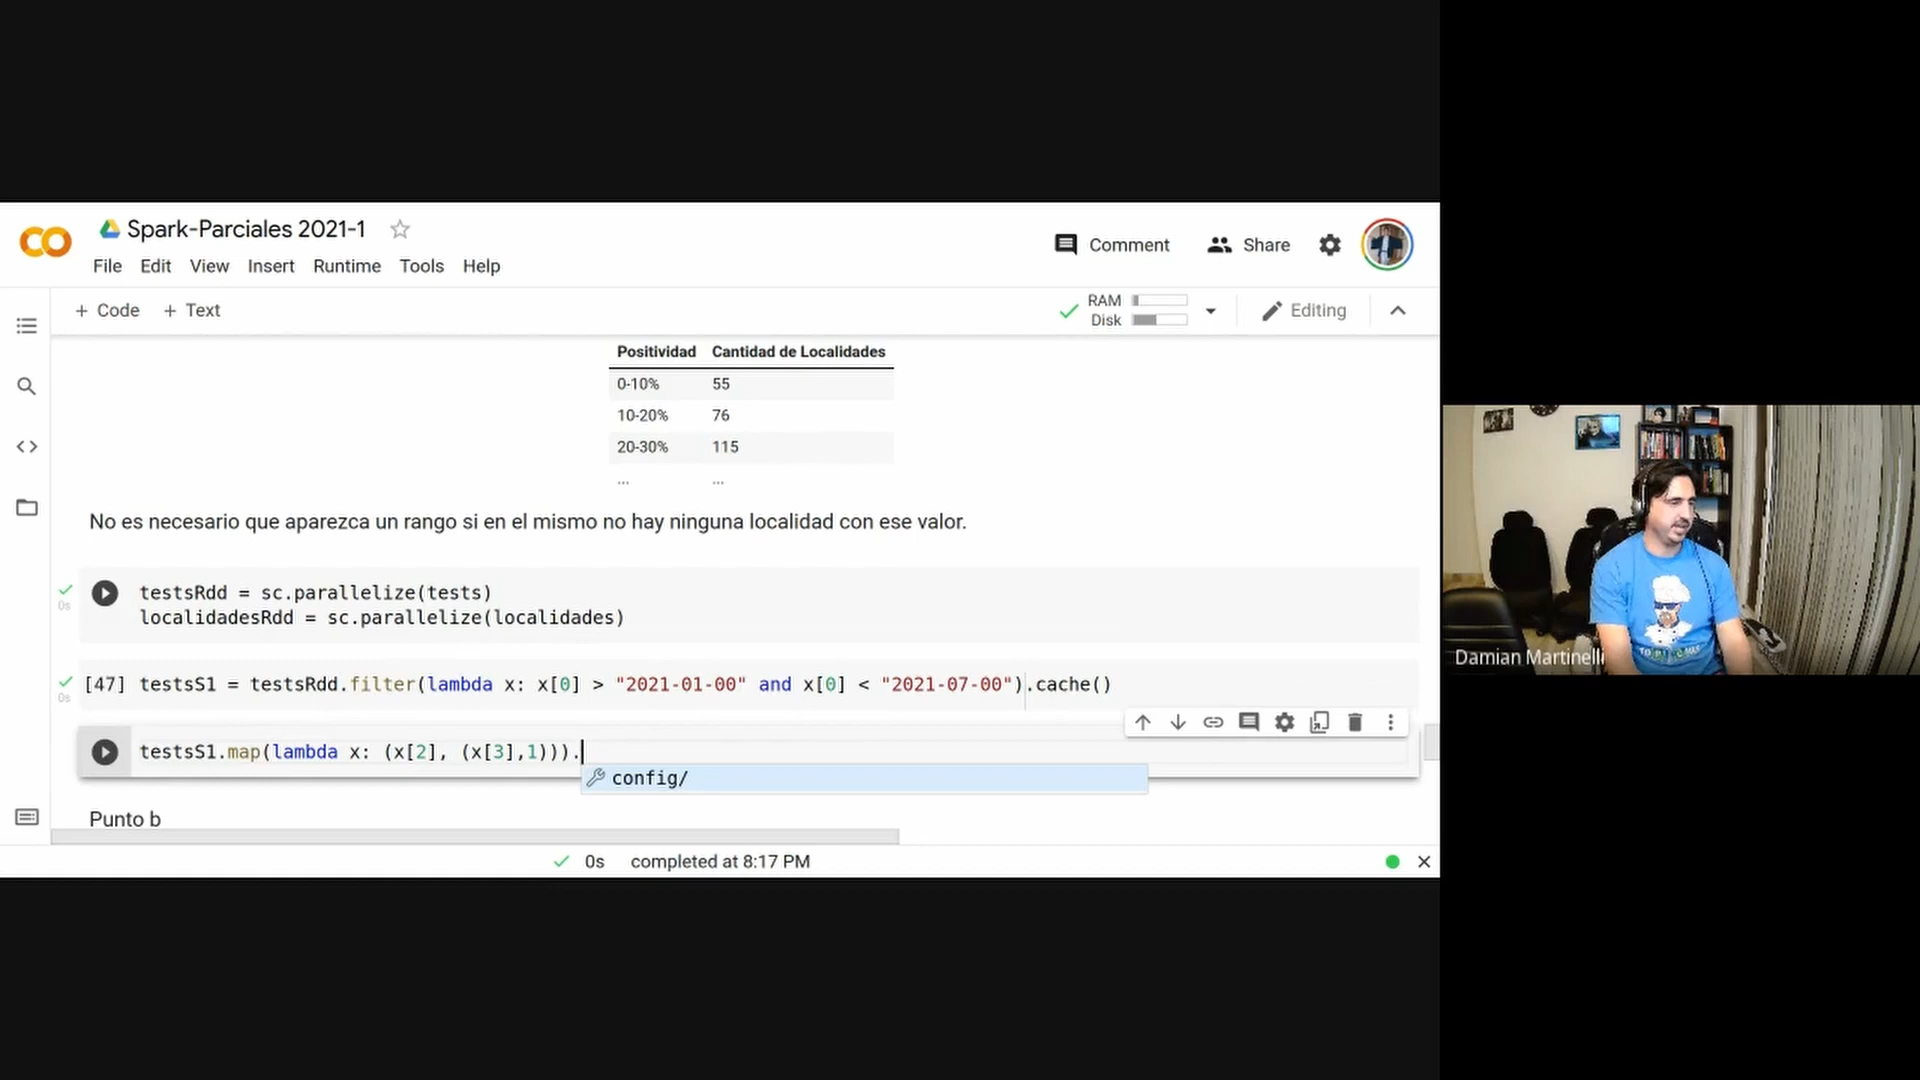 Spark-Parciales 2021-1
Comment
Share
File Edit View Insert Runtime Tools Help
+ Code + Text
RAM
Disk
Editing
Positividad Cantidad de Localidades
0-10% 55
10-20% 76
20-30% 115
... ...
No es necesario que aparezca un rango si en el mismo no hay ninguna localidad con ese valor.
0s
testsRdd = sc.parallelize(tests)
localidadesRdd = sc.parallelize(localidades)
0s
[47] testsS1 = testsRdd.filter(lambda x: x[0] > "2021-01-00" and x[0] < "2021-07-00").cache()
testsS1.map(lambda x: (x[2], (x[3],1))).
config/
Punto b
0s completed at 8:17 PM
Damian Martinelli